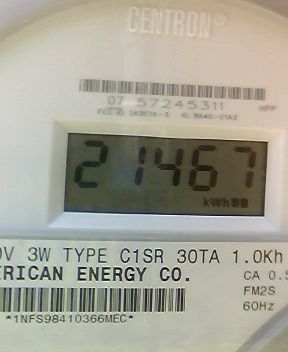 CENTRON®
07 57245311
21467
kWh
V 3W TYPE C1SR 30TA 1.0Kh
ERICAN ENERGY CO.
CA 0.5
FM2S
60Hz
*1NFS98410366MEC*